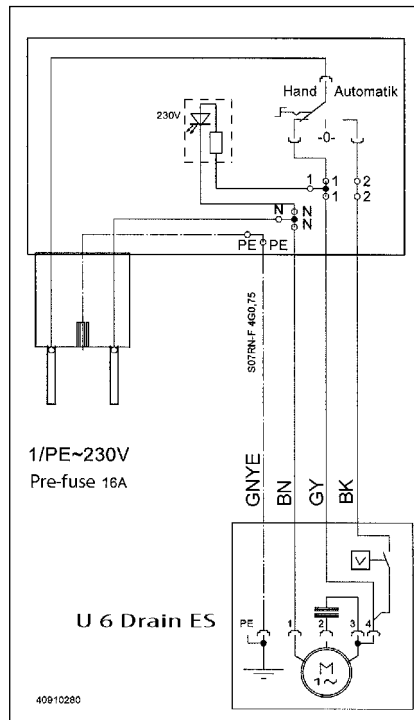 Hand Automatik
230V
-0-
1 1 2
1 2
N N
N
PE PE
S07RN-F 4G0,75
1/PE~230V
Pre-fuse 16A
GNYE
BN
GY
BK
V
U 6 Drain ES
PE 1 2 3 4
M
1~
40910280